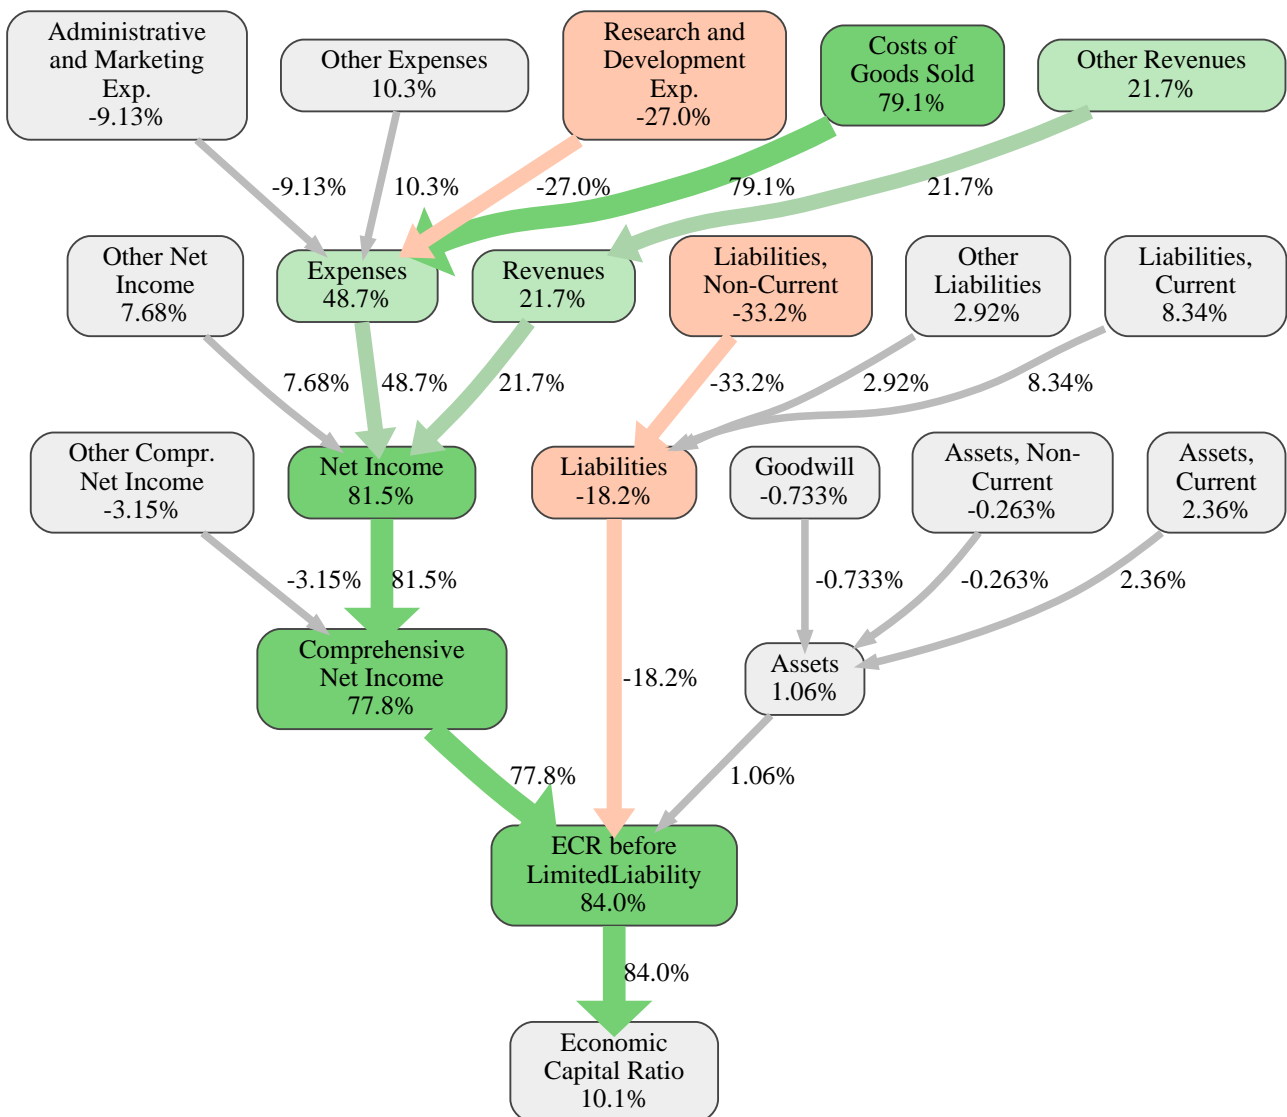 Administrative
and Marketing
Exp.
-9.13%
Other Expenses
10.3%
Research and
Development
Exp.
-27.0%
Costs of
Goods Sold
79.1%
Other Revenues
21.7%
-9.13%
10.3%
-27.0%
79.1%
21.7%
Other Net
Income
7.68%
Expenses
48.7%
Revenues
21.7%
Liabilities,
Non-Current
-33.2%
Other
Liabilities
2.92%
Liabilities,
Current
8.34%
7.68%
48.7%
21.7%
-33.2%
2.92%
8.34%
Other Compr.
Net Income
-3.15%
Net Income
81.5%
Liabilities
-18.2%
Goodwill
-0.733%
Assets, Non-
Current
-0.263%
Assets,
Current
2.36%
-3.15%
81.5%
-0.733%
-0.263%
2.36%
Comprehensive
Net Income
77.8%
-18.2%
Assets
1.06%
77.8%
1.06%
ECR before
LimitedLiability
84.0%
84.0%
Economic
Capital Ratio
10.1%